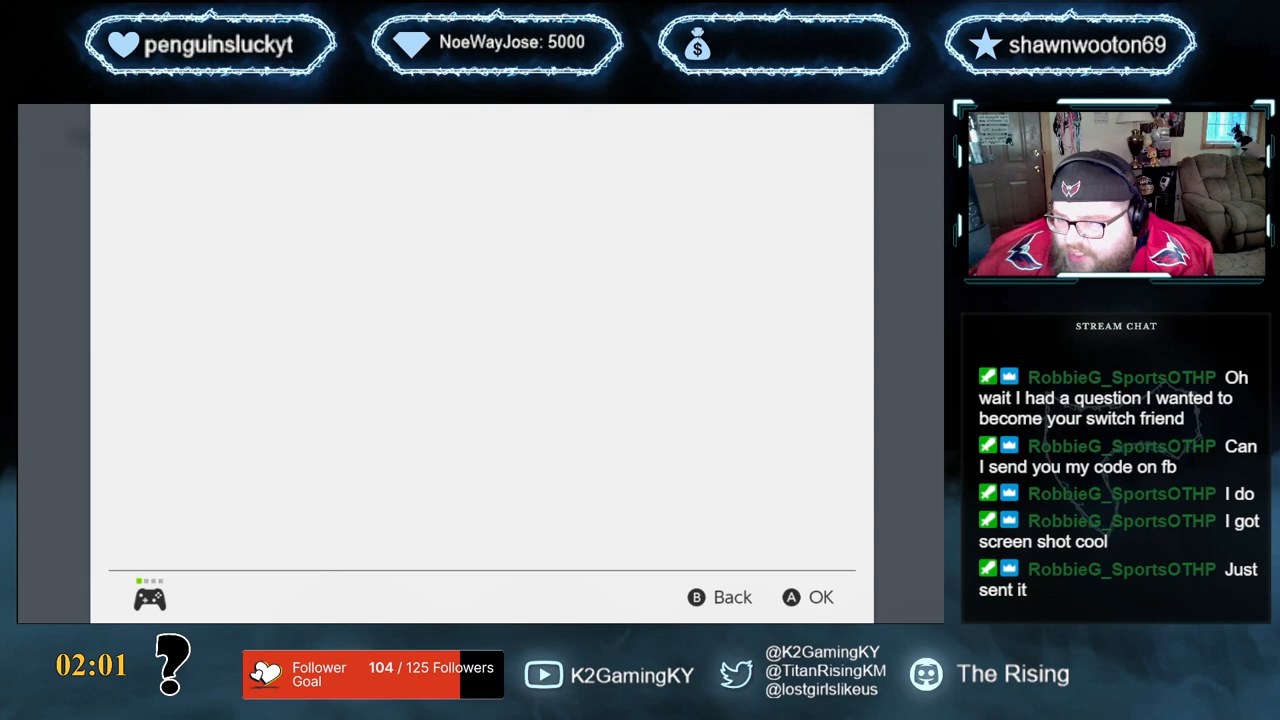 penguinsluckyt
NoeWayJose: 5000
shawnwooton69
STREAM CHAT
RobbieG_SportsOTHP Oh
wait I had a question I wanted to
become your switch friend
RobbieG_SportsOTHP Can
I send you my code on fb
RobbieG_SportsOTHP I do
RobbieG_SportsOTHP I got
screen shot cool
RobbieG_SportsOTHP Just
sent it
B Back A OK
02:01
Follower
Goal
104 / 125 Followers
K2GamingKY
@K2GamingKY
@TitanRisingKM
@lostgirlslikeus
The Rising